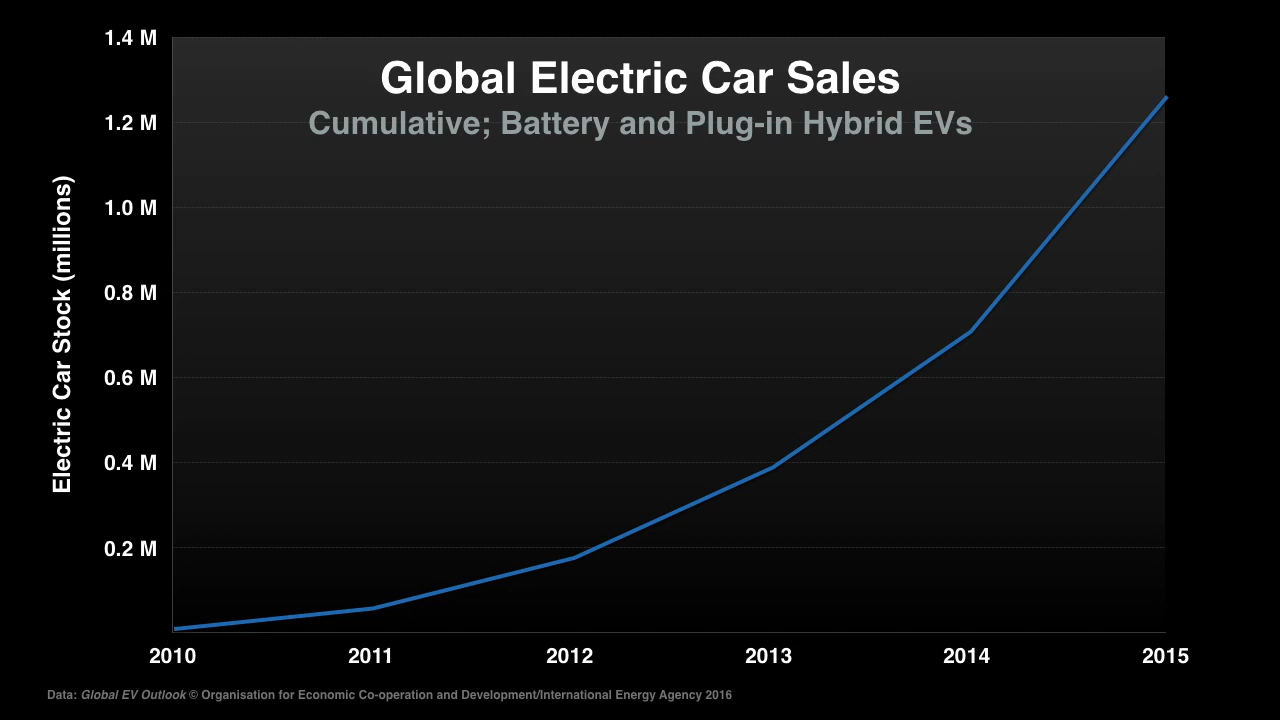 Global Electric Car Sales
Cumulative; Battery and Plug-in Hybrid EVs
Electric Car Stock (millions)
1.4 M
1.2 M
1.0 M
0.8 M
0.6 M
0.4 M
0.2 M
2010 2011 2012 2013 2014 2015
Data: Global EV Outlook © Organisation for Economic Co-operation and Development/International Energy Agency 2016